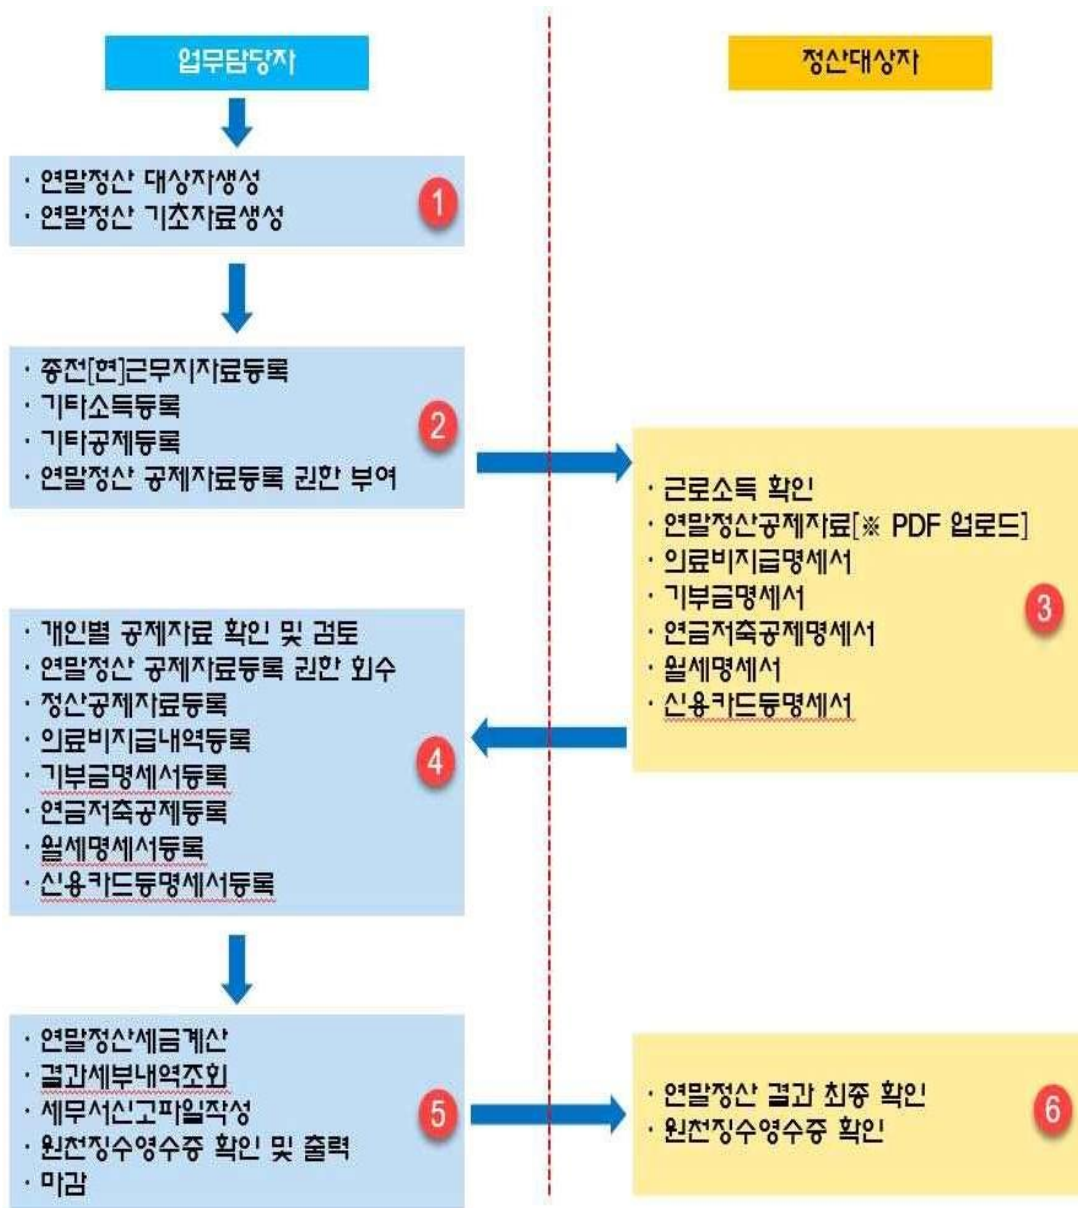 업무담당자
정산대상자
· 연말정산 대상자생성
· 연말정산 기초자료생성
1
· 종전[현]근무지자료등록
· 기타소득등록
· 기타공제등록
· 연말정산 공제자료등록 권한 부여
2
· 근로소득 확인
· 연말정산공제자료[※ PDF 업로드]
· 의료비지급명세서
· 기부금명세서
· 연금저축공제명세서
· 월세명세서
· 신용카드등명세서
3
· 개인별 공제자료 확인 및 검토
· 연말정산 공제자료등록 권한 회수
· 정산공제자료등록
· 의료비지급내역등록
· 기부금명세서등록
· 연금저축공제등록
· 월세명세서등록
· 신용카드등명세서등록
4
· 연말정산세금계산
· 결과세부내역조회
· 세무서신고파일작성
· 원천징수영수증 확인 및 출력
· 마감
5
· 연말정산 결과 최종 확인
· 원천징수영수증 확인
6